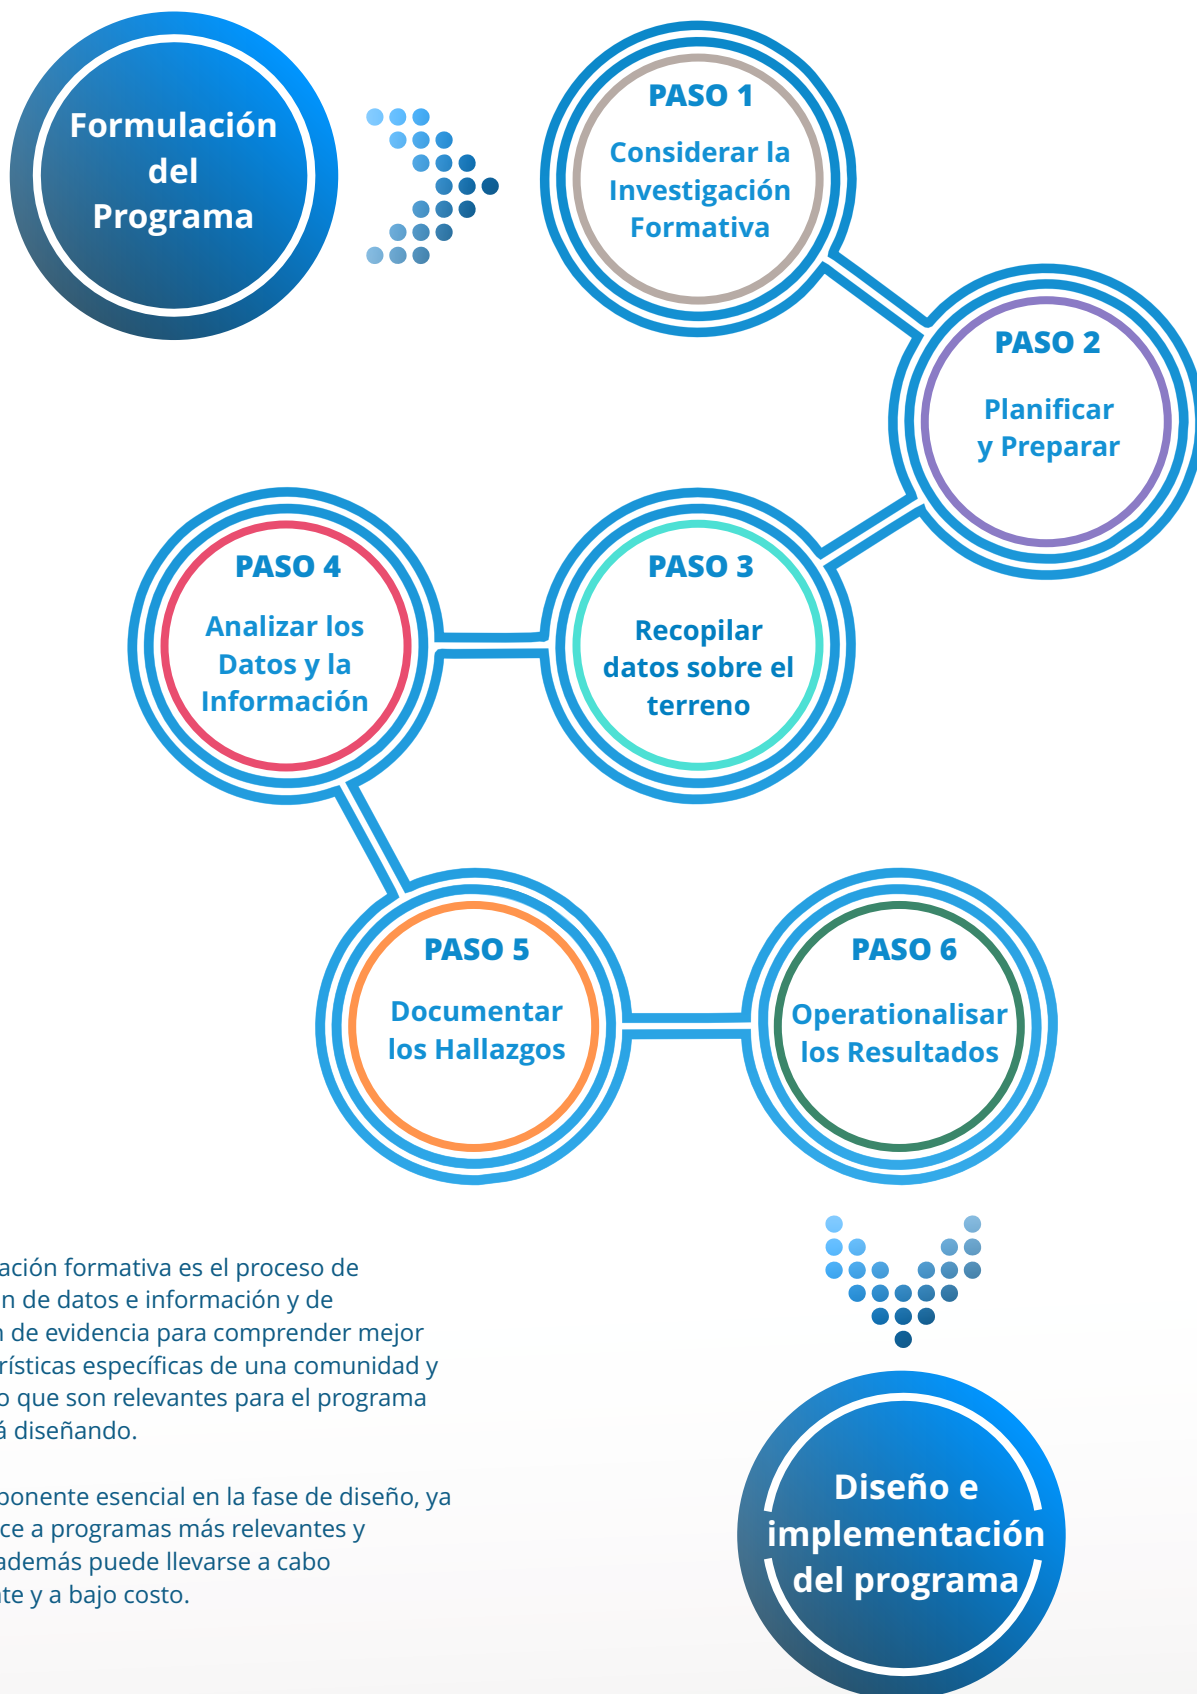 Formulación
del
Programa
PASO 1
Considerar la
Investigación
Formativa
PASO 2
Planificar
y Preparar
PASO 3
Recopilar
datos sobre el
terreno
PASO 4
Analizar los
Datos y la
Información
PASO 5
Documentar
los Hallazgos
PASO 6
Operationalisar
los Resultados
ación formativa es el proceso de
n de datos e información y de
n de evidencia para comprender mejor
rísticas específicas de una comunidad y
o que son relevantes para el programa
á diseñando.
ponente esencial en la fase de diseño, ya
ce a programas más relevantes y
además puede llevarse a cabo
te y a bajo costo.
Diseño e
implementación
del programa